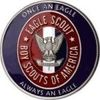 ONCE AN EAGLE
EAGLE SCOUT
BOY SCOUTS OF AMERICA
ALWAYS AN EAGLE